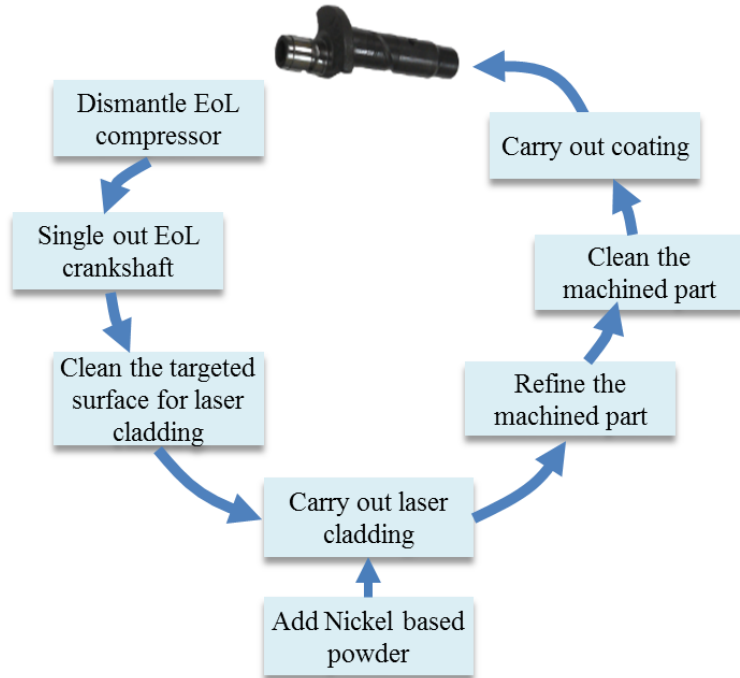 Dismantle EoL
compressor
Single out EoL
crankshaft
Clean the targeted
surface for laser
cladding
Carry out laser
cladding
Add Nickel based
powder
Refine the
machined part
Clean the
machined part
Carry out coating